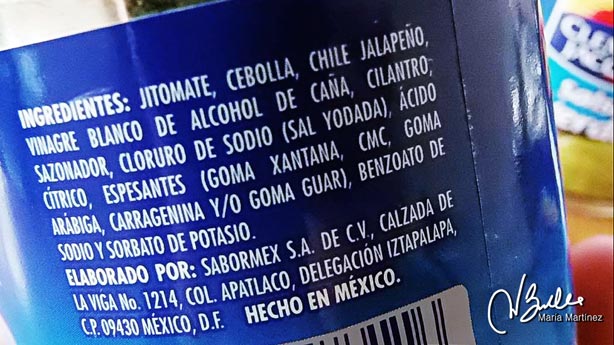 INGREDIENTES: JITOMATE, CEBOLLA, CHILE JALAPEÑO,
VINAGRE BLANCO DE ALCOHOL DE CAÑA, CILANTRO,
SAZONADOR, CLORURO DE SODIO (SAL YODADA), ÁCIDO
CÍTRICO, ESPESANTES (GOMA XANTANA, CMC, GOMA
ARÁBIGA, CARRAGENINA Y/O GOMA GUAR), BENZOATO DE
SODIO Y SORBATO DE POTASIO.
ELABORADO POR: SABORMEX S.A. DE C.V., CALZADA DE
LA VIGA No. 1214, COL. APATLACO, DELEGACIÓN IZTAPALAPA,
C.P. 09430 MÉXICO, D.F. HECHO EN MÉXICO.
Maria Martinez